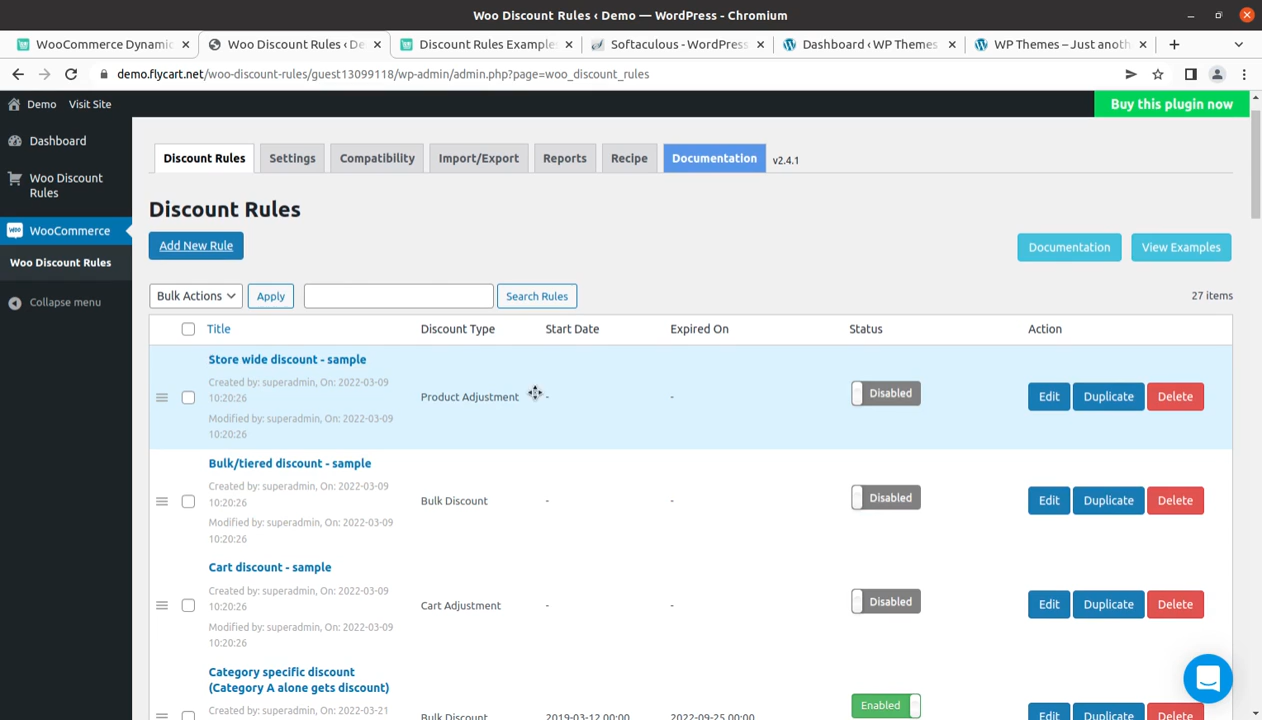 Woo Discount Rules ‹ Demo — WordPress - Chromium
WooCommerce Dynamic
Woo Discount Rules ‹ De
Discount Rules Example
Softaculous - WordPress
Dashboard ‹ WP Themes
WP Themes – Just anoth
demo.flycart.net/woo-discount-rules/guest13099118/wp-admin/admin.php?page=woo_discount_rules
Demo
Visit Site
Buy this plugin now
Dashboard
Woo Discount
Rules
WooCommerce
Woo Discount Rules
Collapse menu
Discount Rules
Settings
Compatibility
Import/Export
Reports
Recipe
Documentation
v2.4.1
Discount Rules
Add New Rule
Documentation
View Examples
Bulk Actions
Apply
Search Rules
27 items
Title
Discount Type
Start Date
Expired On
Status
Action
Store wide discount - sample
Created by: superadmin, On: 2022-03-09
10:20:26
Modified by: superadmin, On: 2022-03-09
10:20:26
Product Adjustment
-
-
Disabled
Edit
Duplicate
Delete
Bulk/tiered discount - sample
Created by: superadmin, On: 2022-03-09
10:20:26
Modified by: superadmin, On: 2022-03-09
10:20:26
Bulk Discount
-
-
Disabled
Edit
Duplicate
Delete
Cart discount - sample
Created by: superadmin, On: 2022-03-09
10:20:26
Modified by: superadmin, On: 2022-03-09
10:20:26
Cart Adjustment
-
-
Disabled
Edit
Duplicate
Delete
Category specific discount
(Category A alone gets discount)
Created by: superadmin, On: 2022-03-21
Bulk Discount
2019-03-12 00:00
2022-09-25 00:00
Enabled
Edit
Duplicate
Delete